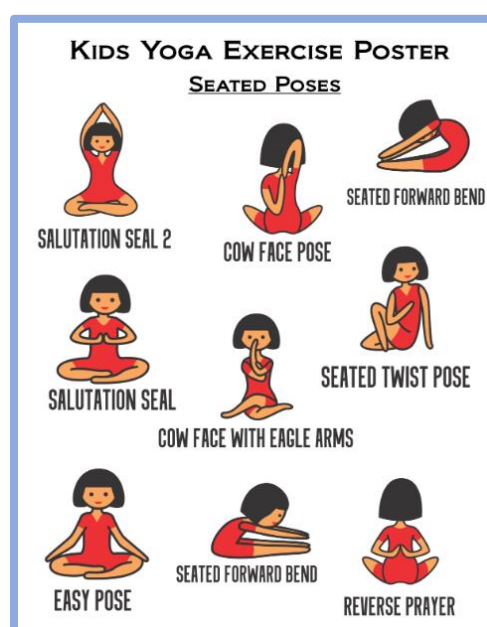 Kids Yoga Exercise Poster
Seated Poses
SALUTATION SEAL 2
COW FACE POSE
SEATED FORWARD BEND
SALUTATION SEAL
COW FACE WITH EAGLE ARMS
SEATED TWIST POSE
EASY POSE
SEATED FORWARD BEND
REVERSE PRAYER